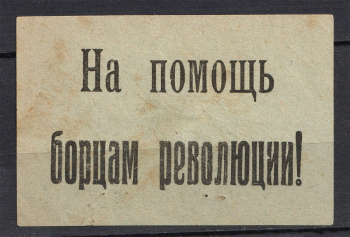 На помощь
борцам революции!